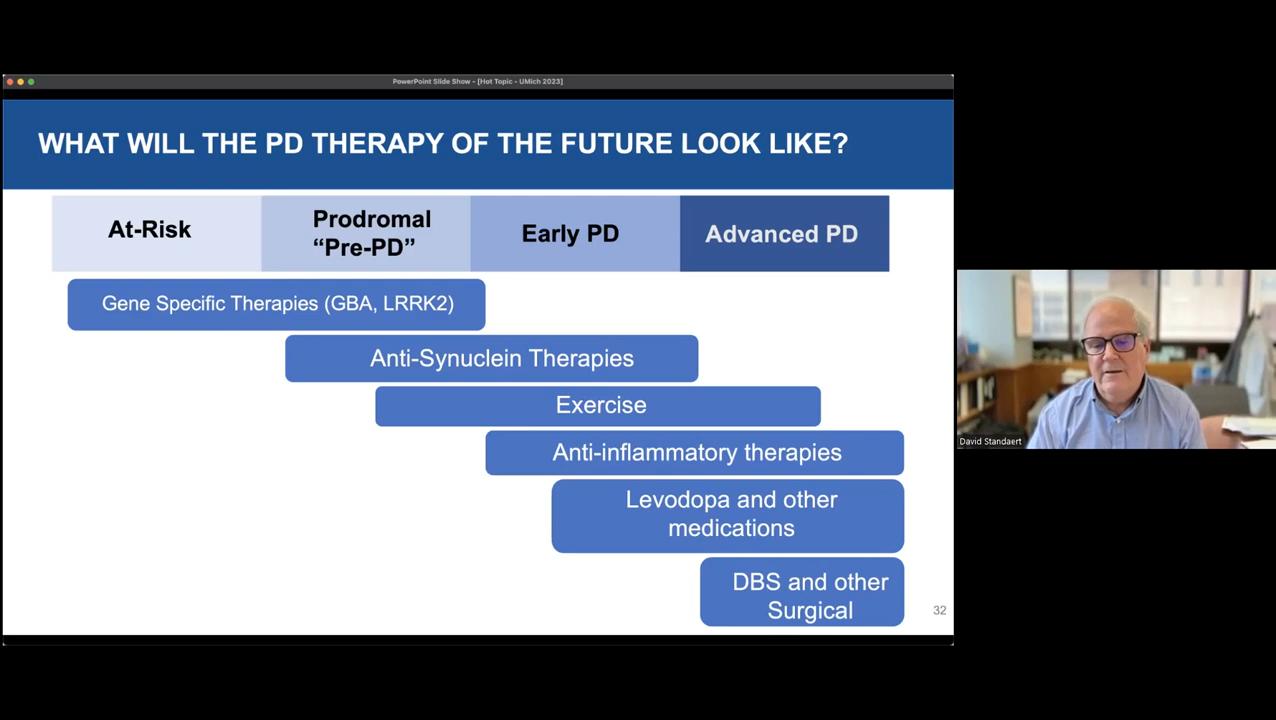 PowerPoint Slide Show - [Hot Topic - UMich 2023]
WHAT WILL THE PD THERAPY OF THE FUTURE LOOK LIKE?
At-Risk
Prodromal
“Pre-PD”
Early PD
Advanced PD
Gene Specific Therapies (GBA, LRRK2)
Anti-Synuclein Therapies
Exercise
Anti-inflammatory therapies
Levodopa and other
medications
DBS and other
Surgical
32
David Standaert